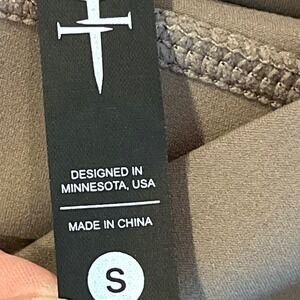 DESIGNED IN
MINNESOTA, USA
MADE IN CHINA
S